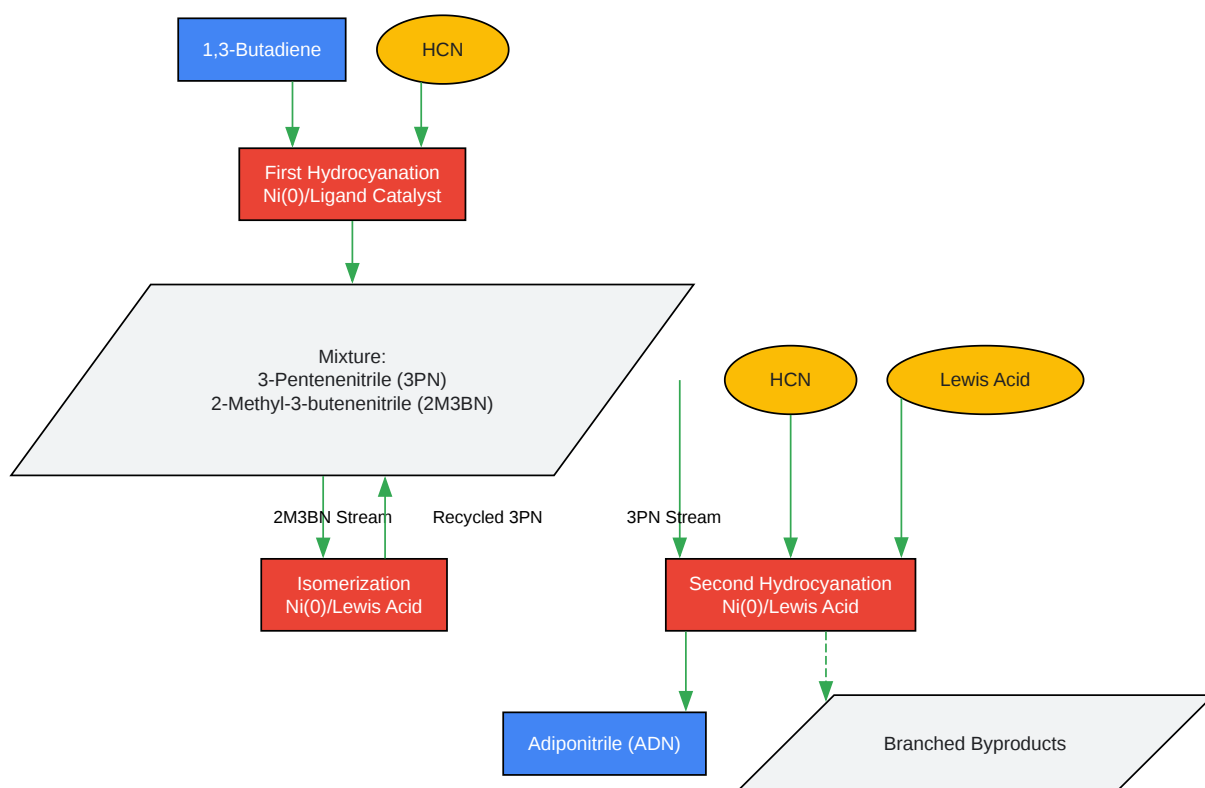 1,3-Butadiene
HCN
First Hydrocyanation
Ni(0)/Ligand Catalyst
Mixture:
3-Pentenenitrile (3PN)
2-Methyl-3-butenenitrile (2M3BN)
HCN
Lewis Acid
2M3BN Stream
Recycled 3PN
3PN Stream
Isomerization
Ni(0)/Lewis Acid
Second Hydrocyanation
Ni(0)/Lewis Acid
Adiponitrile (ADN)
Branched Byproducts